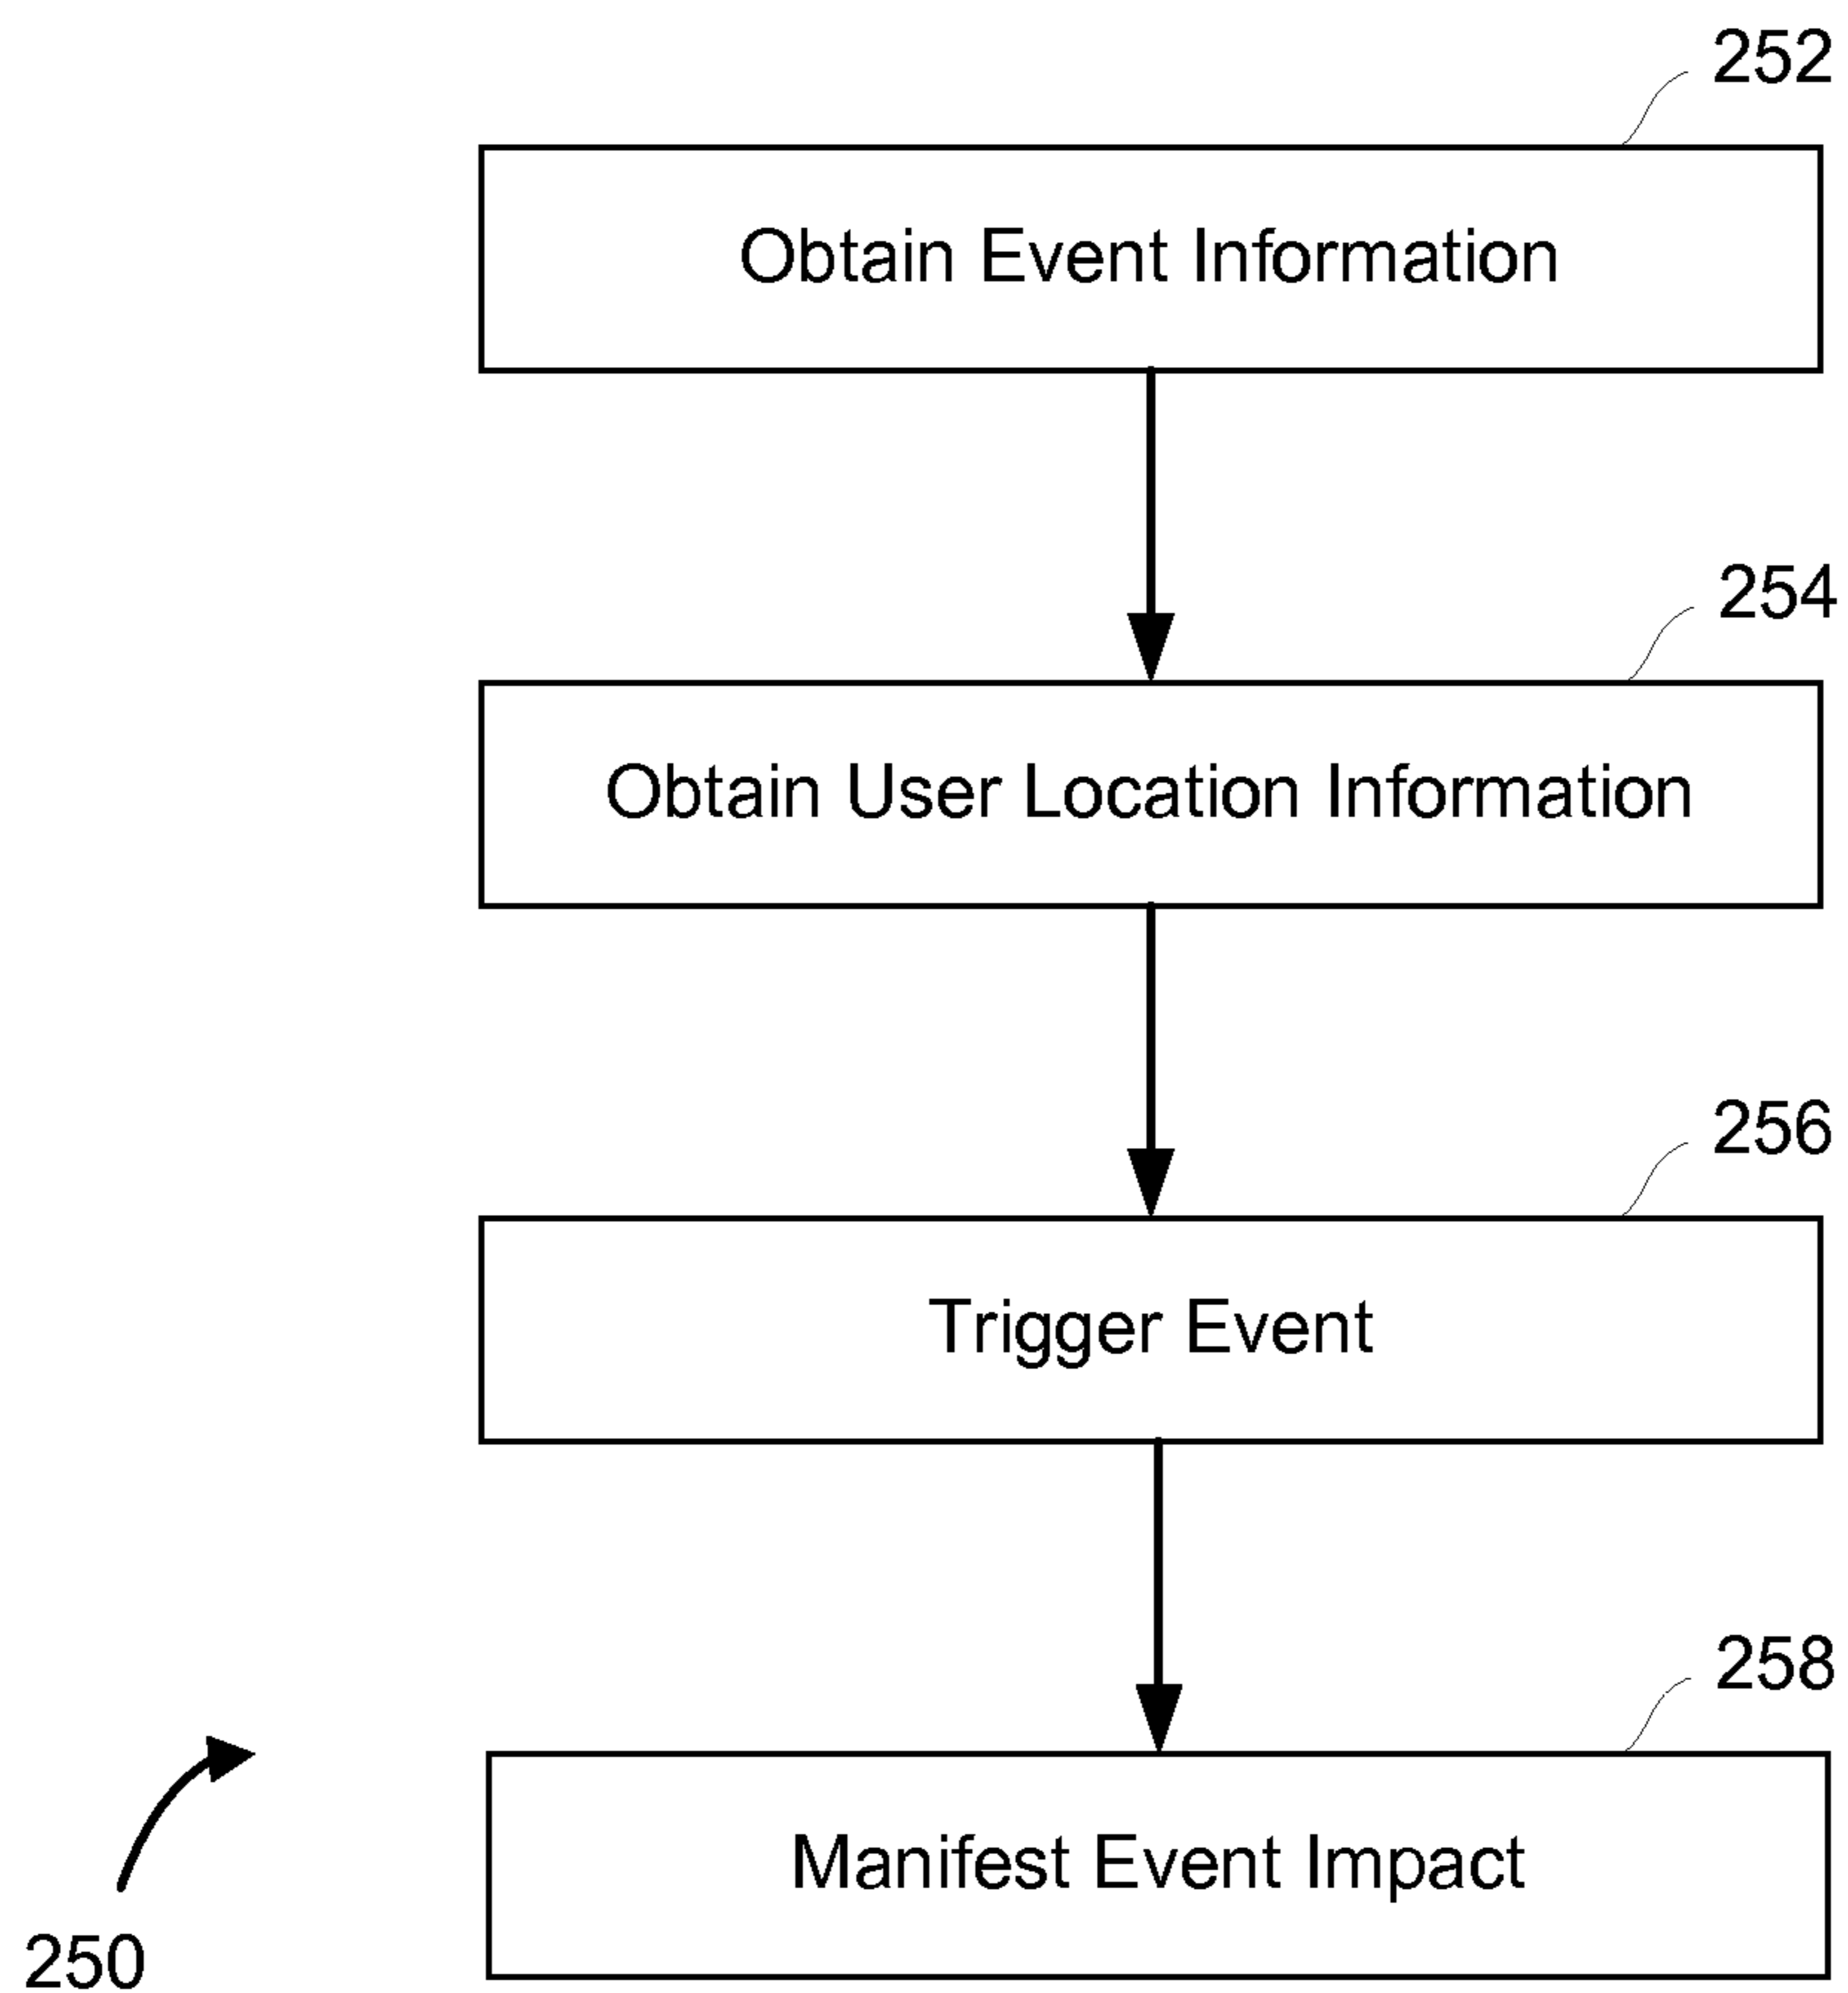 252
Obtain Event Information
254
Obtain User Location Information
256
Trigger Event
258
Manifest Event Impact
250